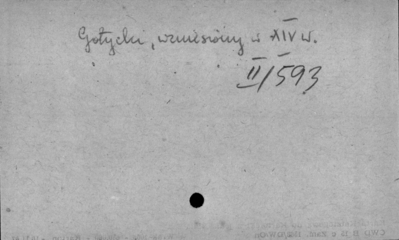 Gotycki, wzniesiony w XIV w.
II/593